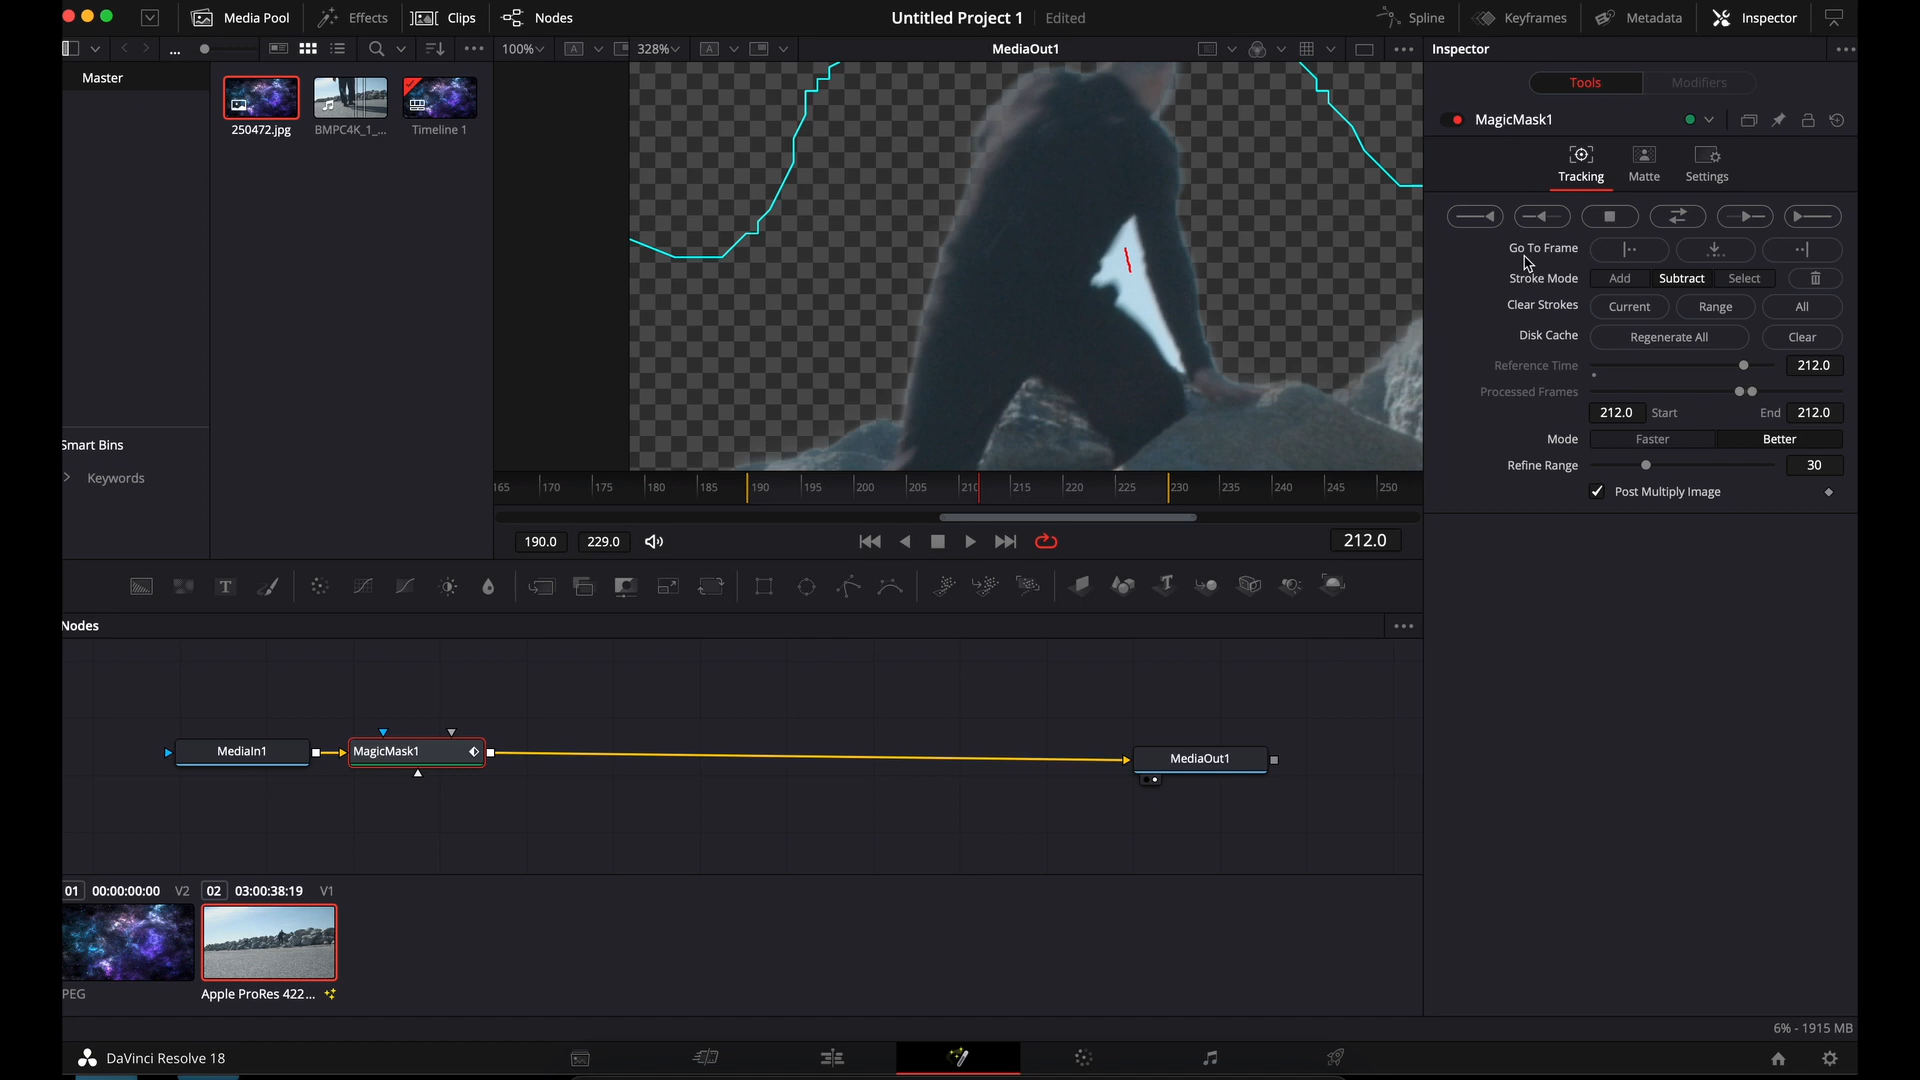 Media Pool
Effects
Clips
Nodes
Untitled Project 1
Edited
Spline
Keyframes
Metadata
Inspector
...
100%
A
328%
A
MediaOut1
Inspector
Master
250472.jpg
BMPC4K_1_...
Timeline 1
Tools
Modifiers
MagicMask1
Tracking
Matte
Settings
Go To Frame
Stroke Mode
Add
Subtract
Select
Clear Strokes
Current
Range
All
Disk Cache
Regenerate All
Clear
Reference Time
212.0
Processed Frames
212.0
Start
End
212.0
Mode
Faster
Better
Refine Range
30
Post Multiply Image
Smart Bins
Keywords
165
170
175
180
185
190
195
200
205
210
215
220
225
230
235
240
245
250
190.0
229.0
212.0
T
T
Nodes
MediaIn1
MagicMask1
MediaOut1
01
00:00:00:00
V2
02
03:00:38:19
V1
PEG
Apple ProRes 422...
6% - 1915 MB
DaVinci Resolve 18